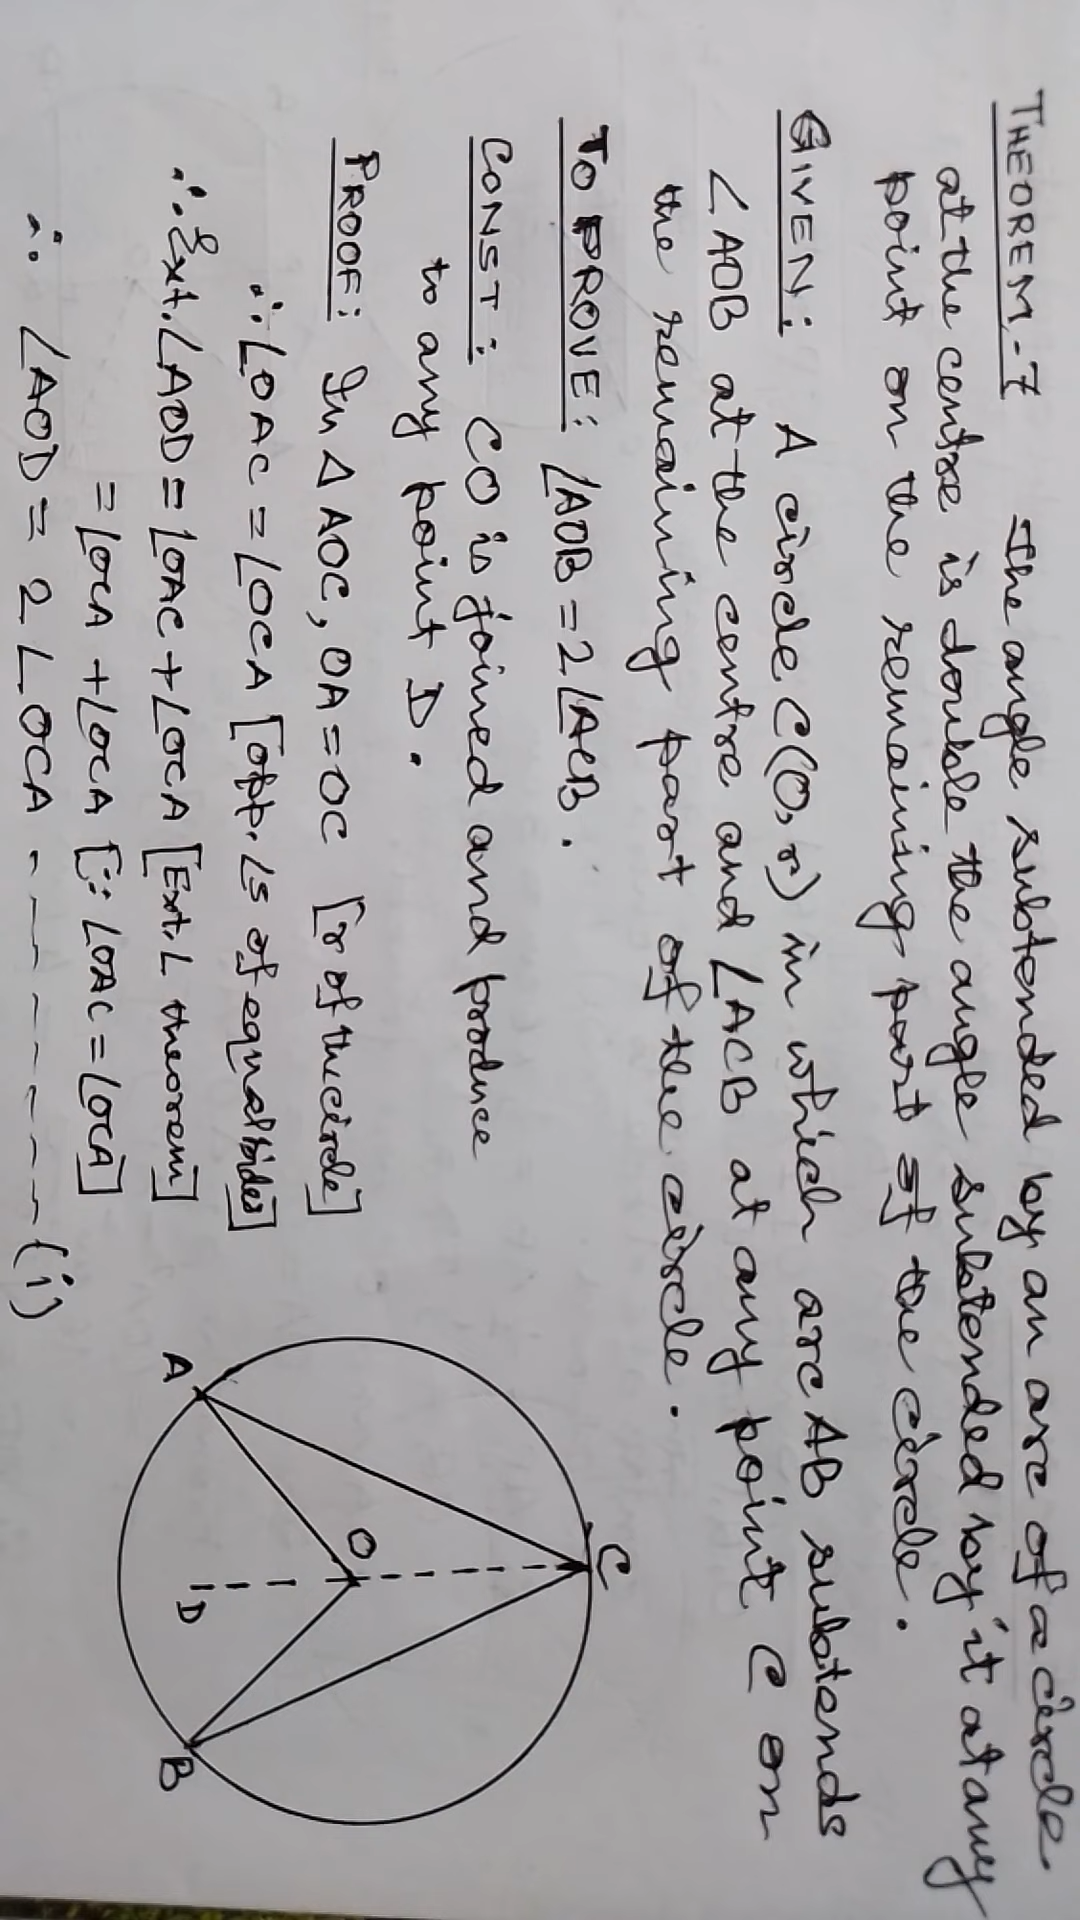 THEOREM-7 The angle subtended by an arc of a circle
at the centre is double the angle subtended by it at any
point on the remaining part of the circle.
GIVEN: A circle C(O, r) in which arc AB subtends
∠AOB at the centre and ∠ACB at any point C on
the remaining part of the circle.
TO PROVE: ∠AOB = 2∠ACB.
CONST: CO is joined and produce
to any point D.
PROOF: In Δ AOC, OA = OC [r of the circle]
∴ ∠OAC = ∠OCA [opp. ∠s of equal sides]
∴ Ext. ∠AOD = ∠OAC + ∠OCA [Ext. ∠ theorem]
= ∠OCA + ∠OCA [∵ ∠OAC = ∠OCA]
∴ ∠AOD = 2 ∠OCA - - - - - - - (i)
C
O
A
D
B